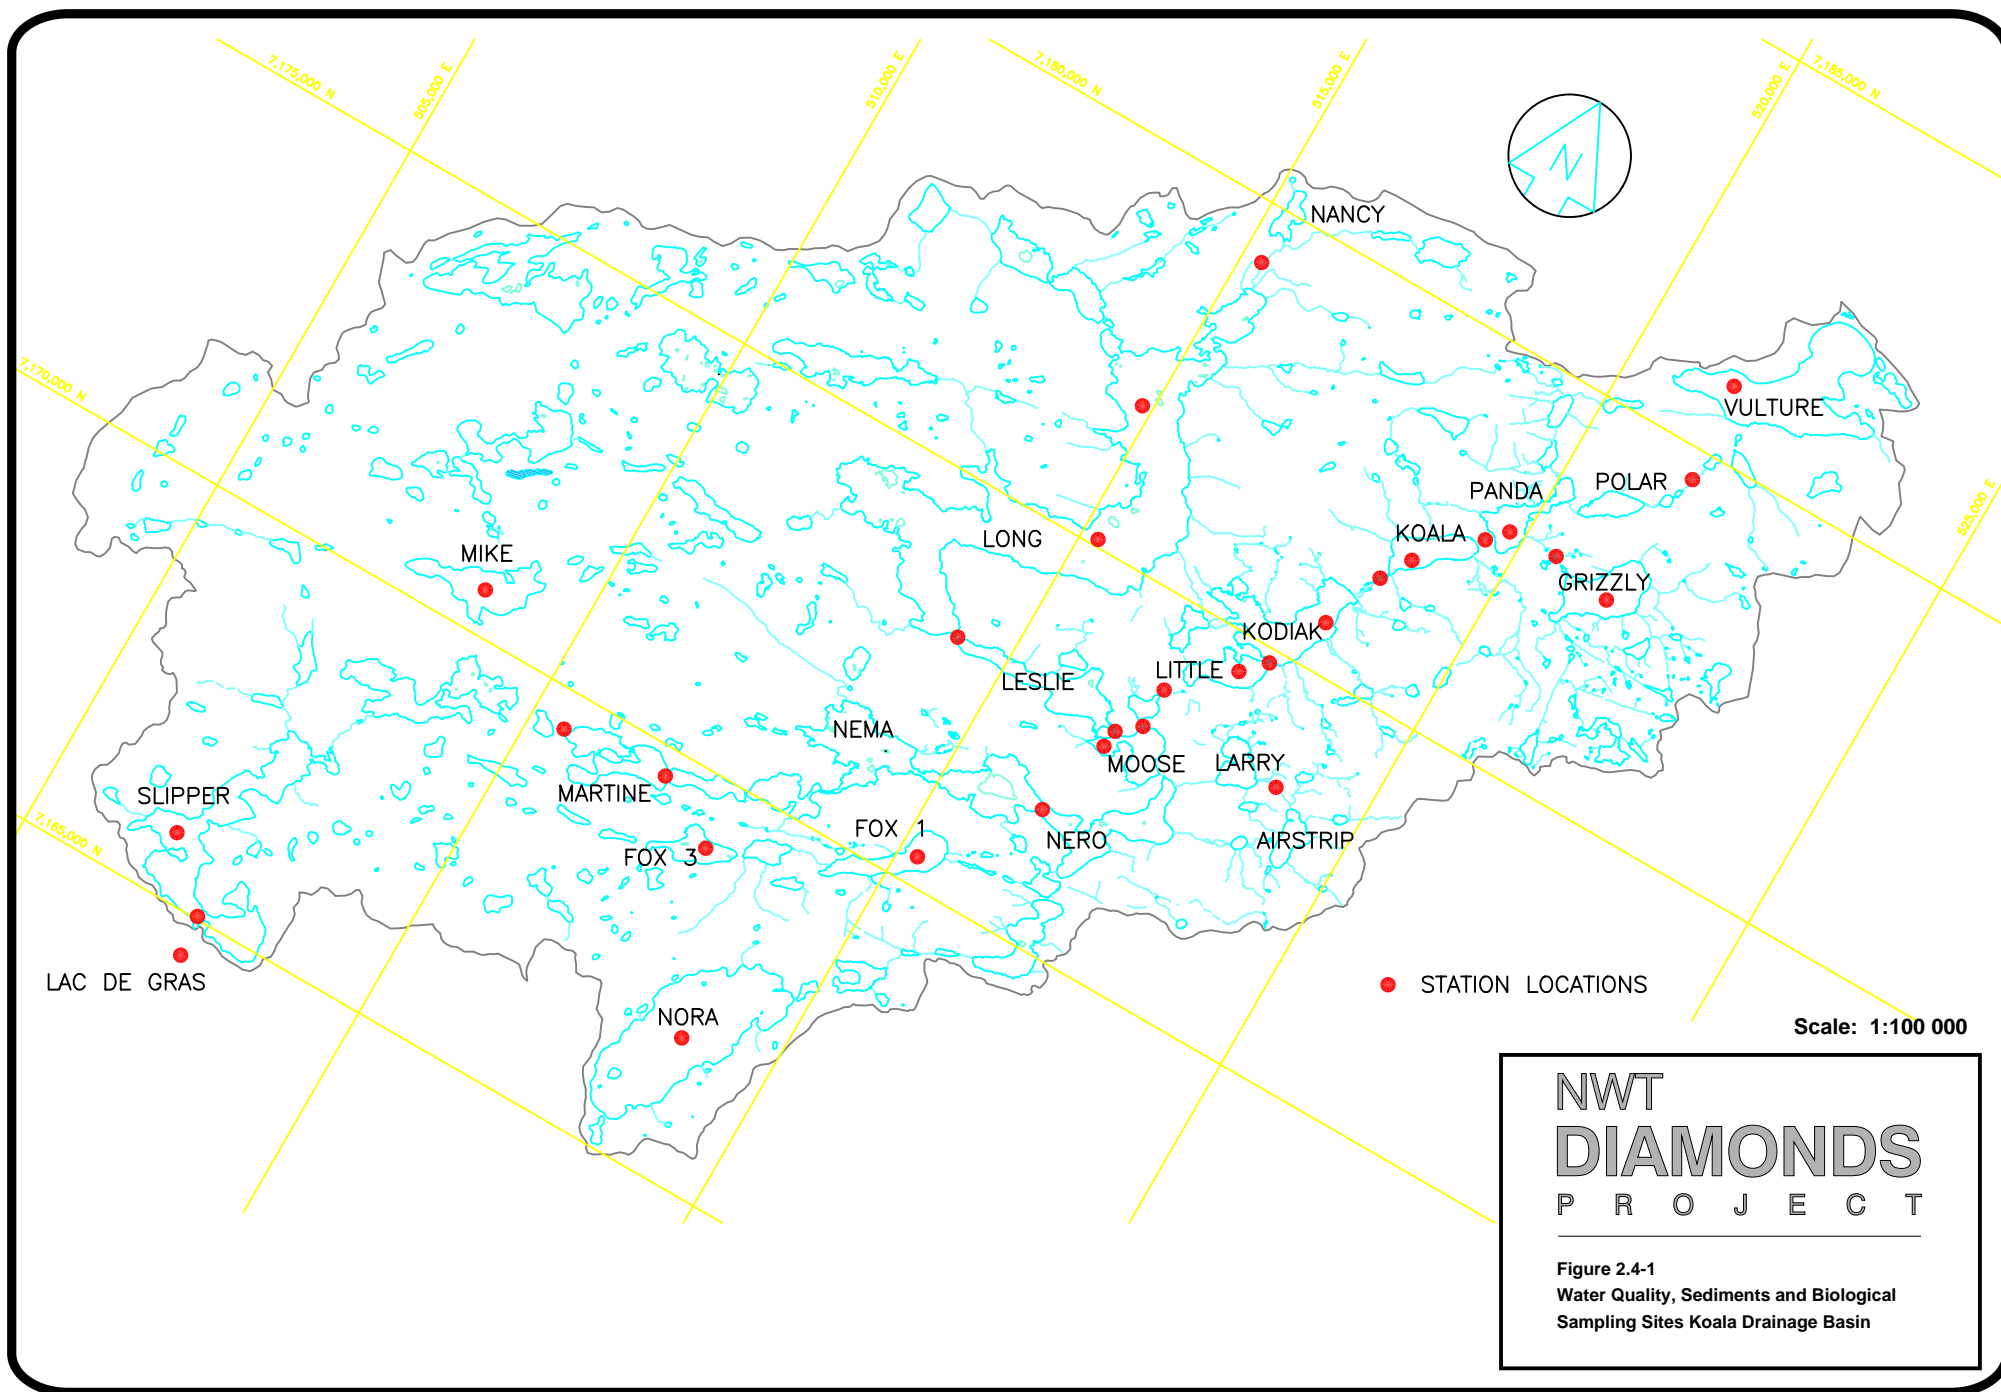 7,175,000 N
505,000 E
510,000 E
7,160,000 N
515,000 E
520,000 E
7,185,000 N
N
NANCY
7,170,000 N
VULTURE
POLAR
PANDA
525,000 E
KOALA
LONG
MIKE
GRIZZLY
KODIAK
LITTLE
LESLIE
NEMA
MOOSE
LARRY
MARTINE
SLIPPER
7,165,000 N
FOX 1
NERO
AIRSTRIP
FOX 3
LAC DE GRAS
STATION LOCATIONS
NORA
Scale: 1:100 000
NWT
DIAMONDS
PROJECT
Figure 2.4-1
Water Quality, Sediments and Biological
Sampling Sites Koala Drainage Basin